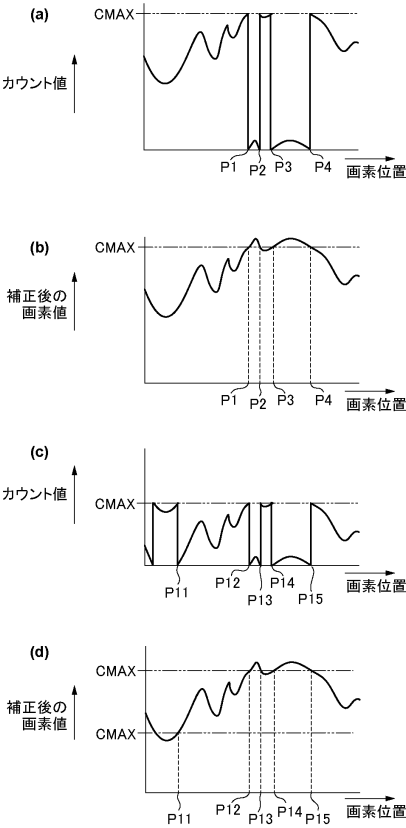 (a)
CMAX
カウント値
P1
P2
P3
P4
画素位置
(b)
CMAX
補正後の
画素値
P1
P2
P3
P4
画素位置
(c)
カウント値
CMAX
P11
P12
P13
P14
P15
画素位置
(d)
CMAX
補正後の
画素値
CMAX
P11
P12
P13
P14
P15
画素位置